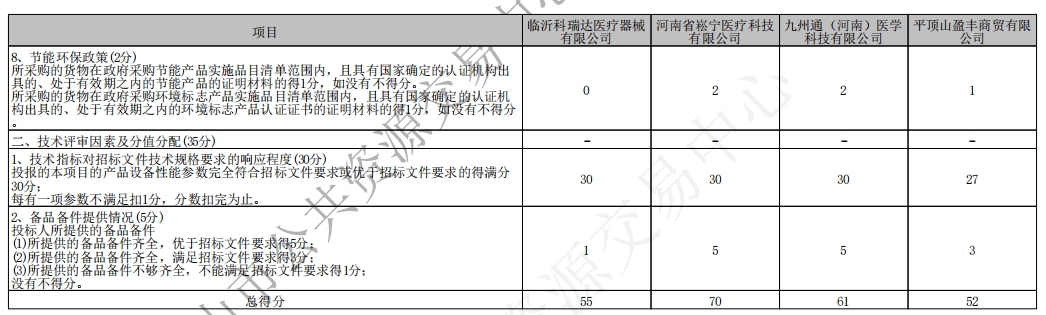 项目
临沂科瑞达医疗器械
有限公司
河南省崧宁医疗科技
有限公司
九州通（河南）医学
科技有限公司
平顶山盈丰商贸有限
公司
8、节能环保政策(2分)
所采购的货物在政府采购节能产品实施品目清单范围内，且具有国家确定的认证机构出
具的、处于有效期之内的节能产品的证明材料的得1分，如没有不得分。
所采购的货物在政府采购环境标志产品实施品目清单范围内，且具有国家确定的认证机
构出具的、处于有效期之内的环境标志产品认证证书的证明材料的得1分，如没有不得分
。
0
2
2
1
二、技术评审因素及分值分配(35分)
–
–
–
–
1、技术指标对招标文件技术规格要求的响应程度(30分)
投报的本项目的产品设备性能参数完全符合招标文件要求或优于招标文件要求的得满分
30分；
每有一项参数不满足扣1分，分数扣完为止。
30
30
30
27
2、备品备件提供情况(5分)
投标人所提供的备品备件
(1)所提供的备品备件齐全，优于招标文件要求得5分；
(2)所提供的备品备件齐全，满足招标文件要求得3分；
(3)所提供的备品备件不够齐全，不能满足招标文件要求得1分；
没有不得分。
1
5
5
3
总得分
55
70
61
52
山市公共资源交易中心
资源交易中心